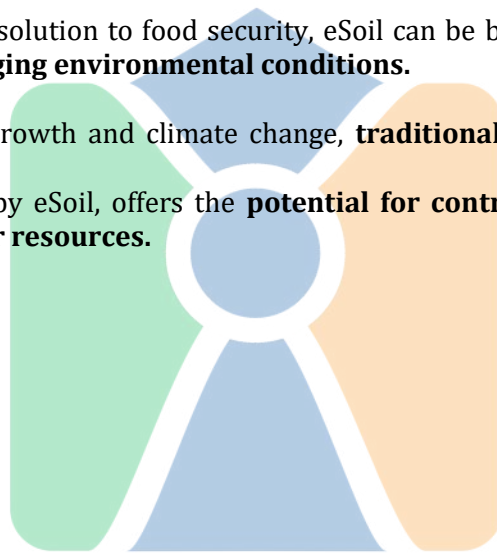 solution to food security, eSoil can be b
ging environmental conditions.
rowth and climate change, traditional
by eSoil, offers the potential for contr
r resources.